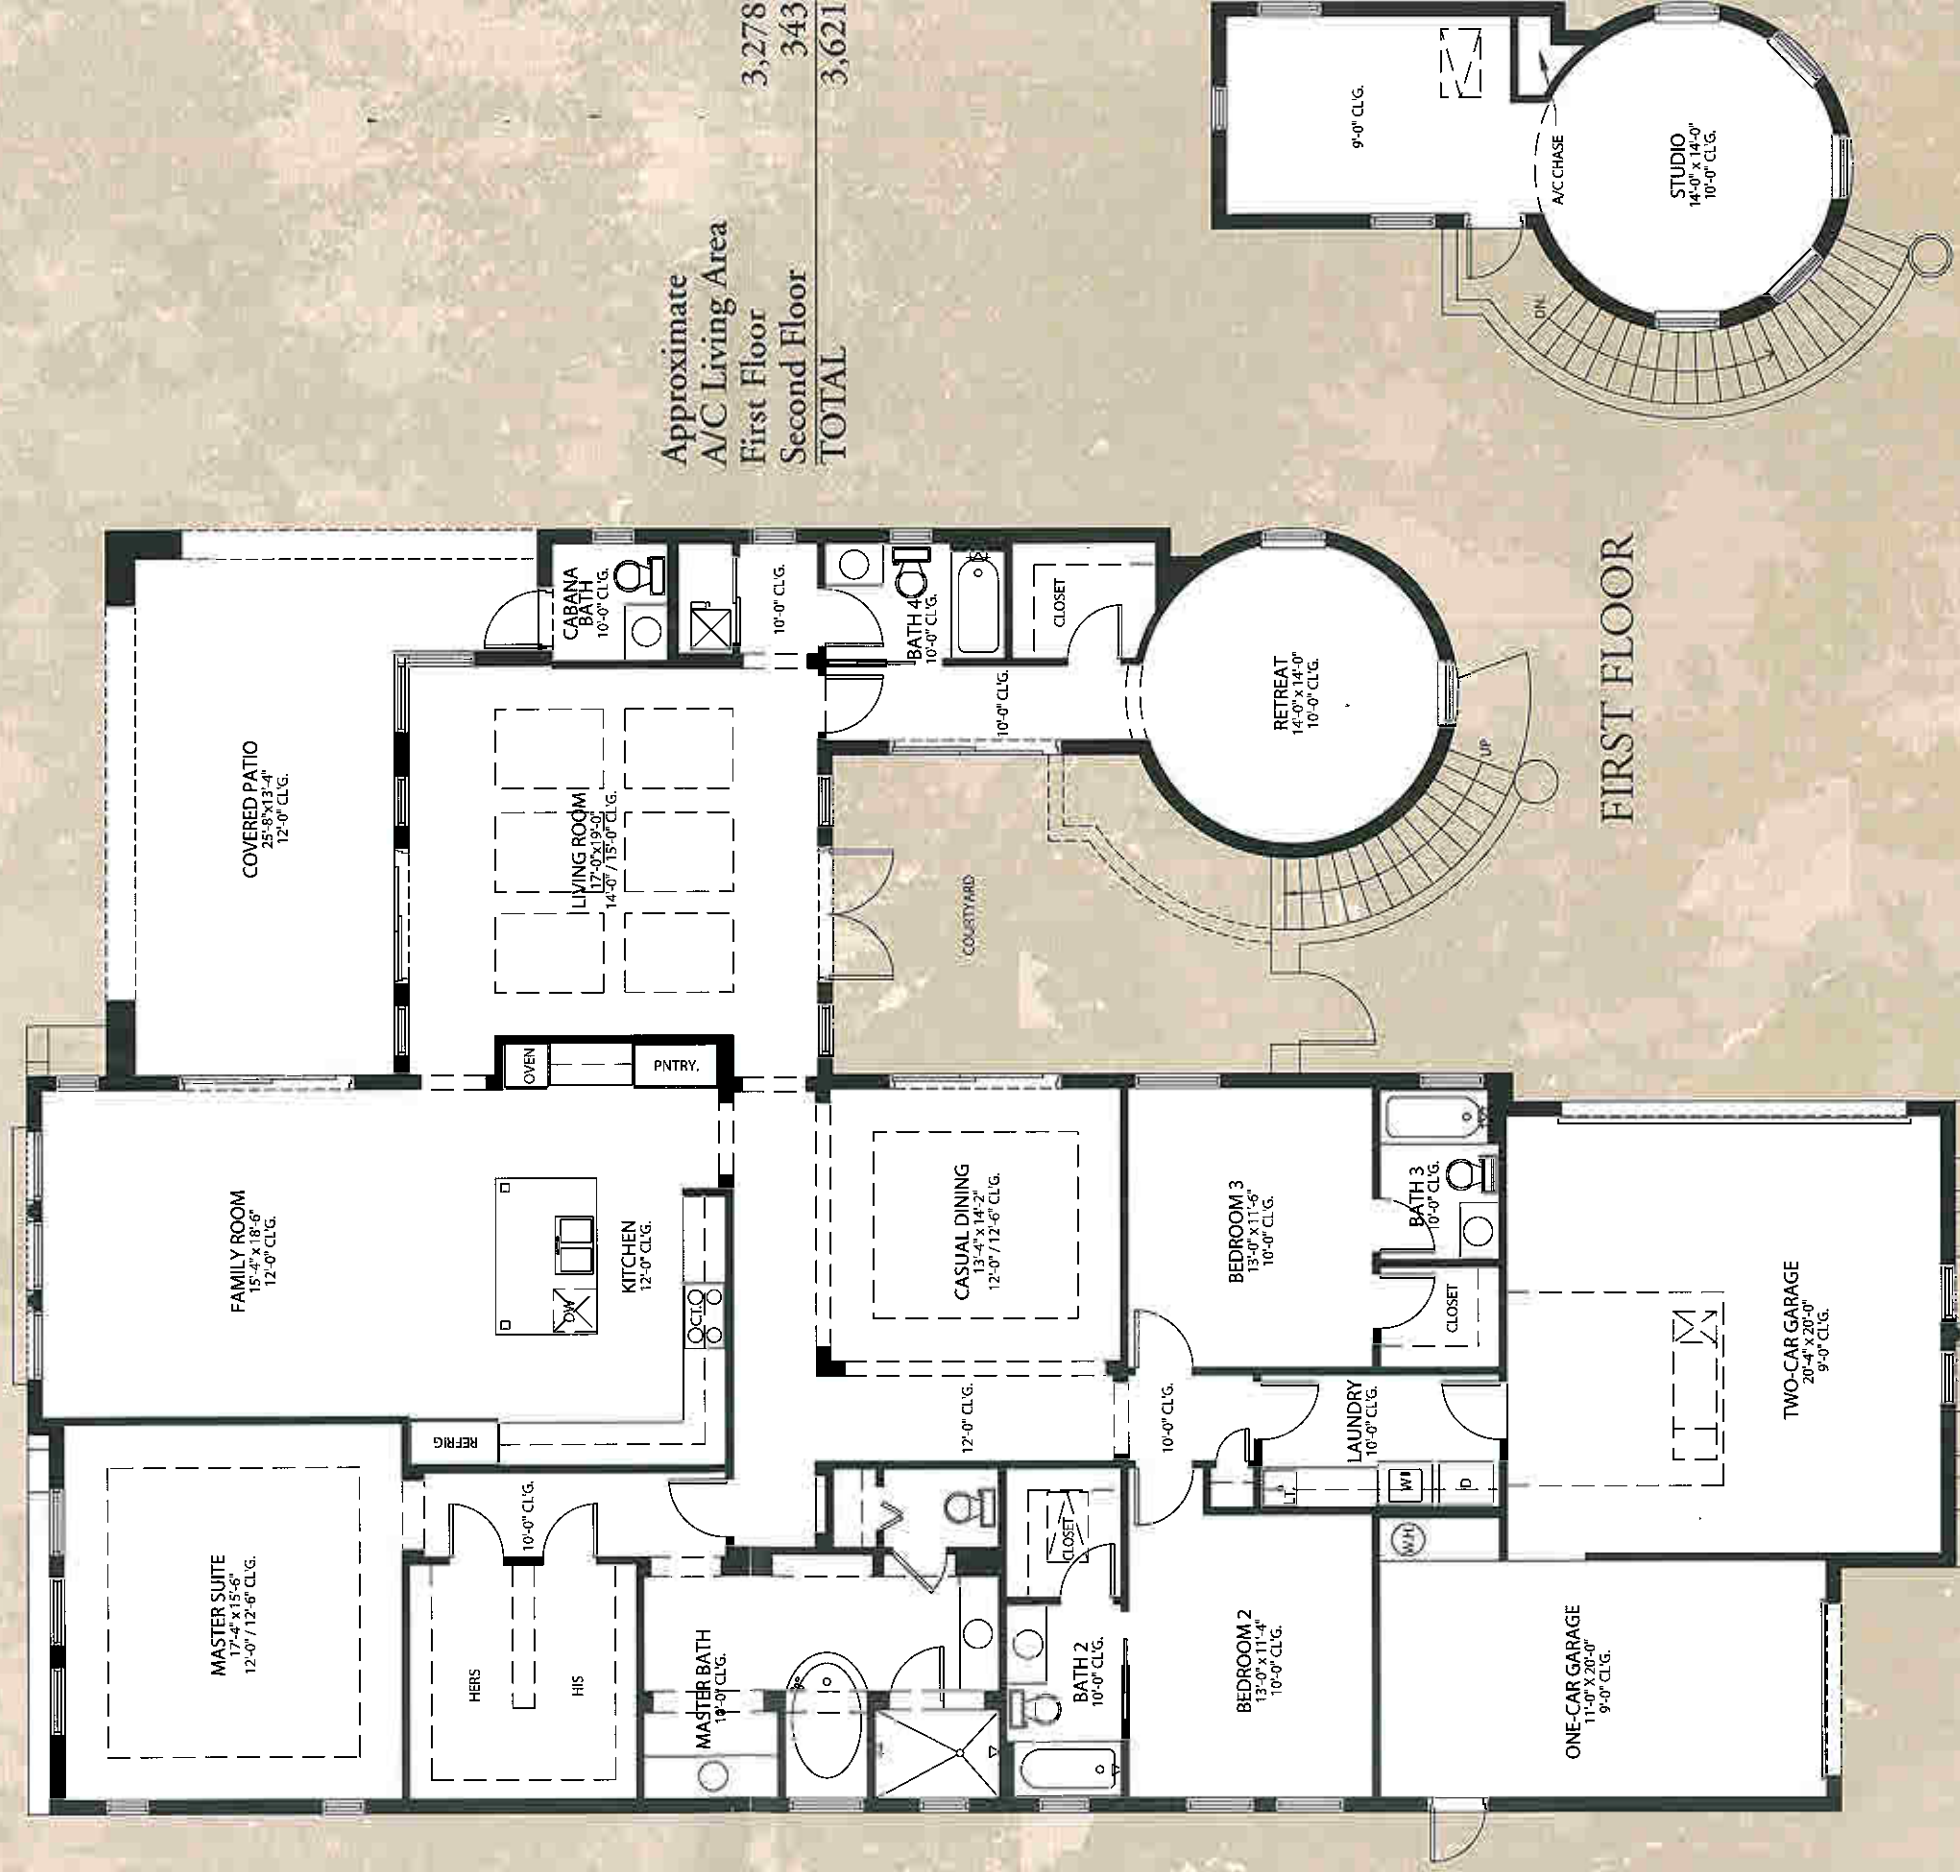 Approximate
A/C Living Area
First Floor 3,278
Second Floor 343
TOTAL 3,621
COVERED PATIO
25'-8"x13'-4"
12'-0" CL'G.
CABANA
BATH
10'-0" CL'G.
10'-0" CL'G.
BATH 4
10'-0" CL'G.
CLOSET
10'-0" CL'G.
RETREAT
14'-0" x 14'-0"
10'-0" CL'G.
UP
LIVING ROOM
17'-0"x19'-0"
14'-0" / 15'-0" CL'G.
COURTYARD
OVEN
PNTRY.
FAMILY ROOM
15'-4" x 18'-6"
12'-0" CL'G.
DW
KITCHEN
12'-0" CL'G.
C.T.
REFRIG
CASUAL DINING
13'-4" x 14'-2"
12'-0" / 12'-6" CL'G.
12'-0" CL'G.
BEDROOM 3
13'-0" x 11'-6"
10'-0" CL'G.
BATH 3
10'-0" CL'G.
CLOSET
10'-0" CL'G.
LAUNDRY
10'-0" CL'G.
L.T.
W
D
W.H.
TWO-CAR GARAGE
20'-4" x 20'-0"
9'-0" CL'G.
MASTER SUITE
17'-4" x 15'-6"
12'-0" / 12'-6" CL'G.
10'-0" CL'G.
HERS
HIS
MASTER BATH
10'-0" CL'G.
CLOSET
BATH 2
10'-0" CL'G.
BEDROOM 2
13'-0" x 11'-4"
10'-0" CL'G.
ONE-CAR GARAGE
11'-0" X 20'-0"
9'-0" CL'G.
FIRST FLOOR
9'-0" CL'G.
A/C CHASE
STUDIO
14'-0" x 14'-0"
10'-0" CL'G.
DN.